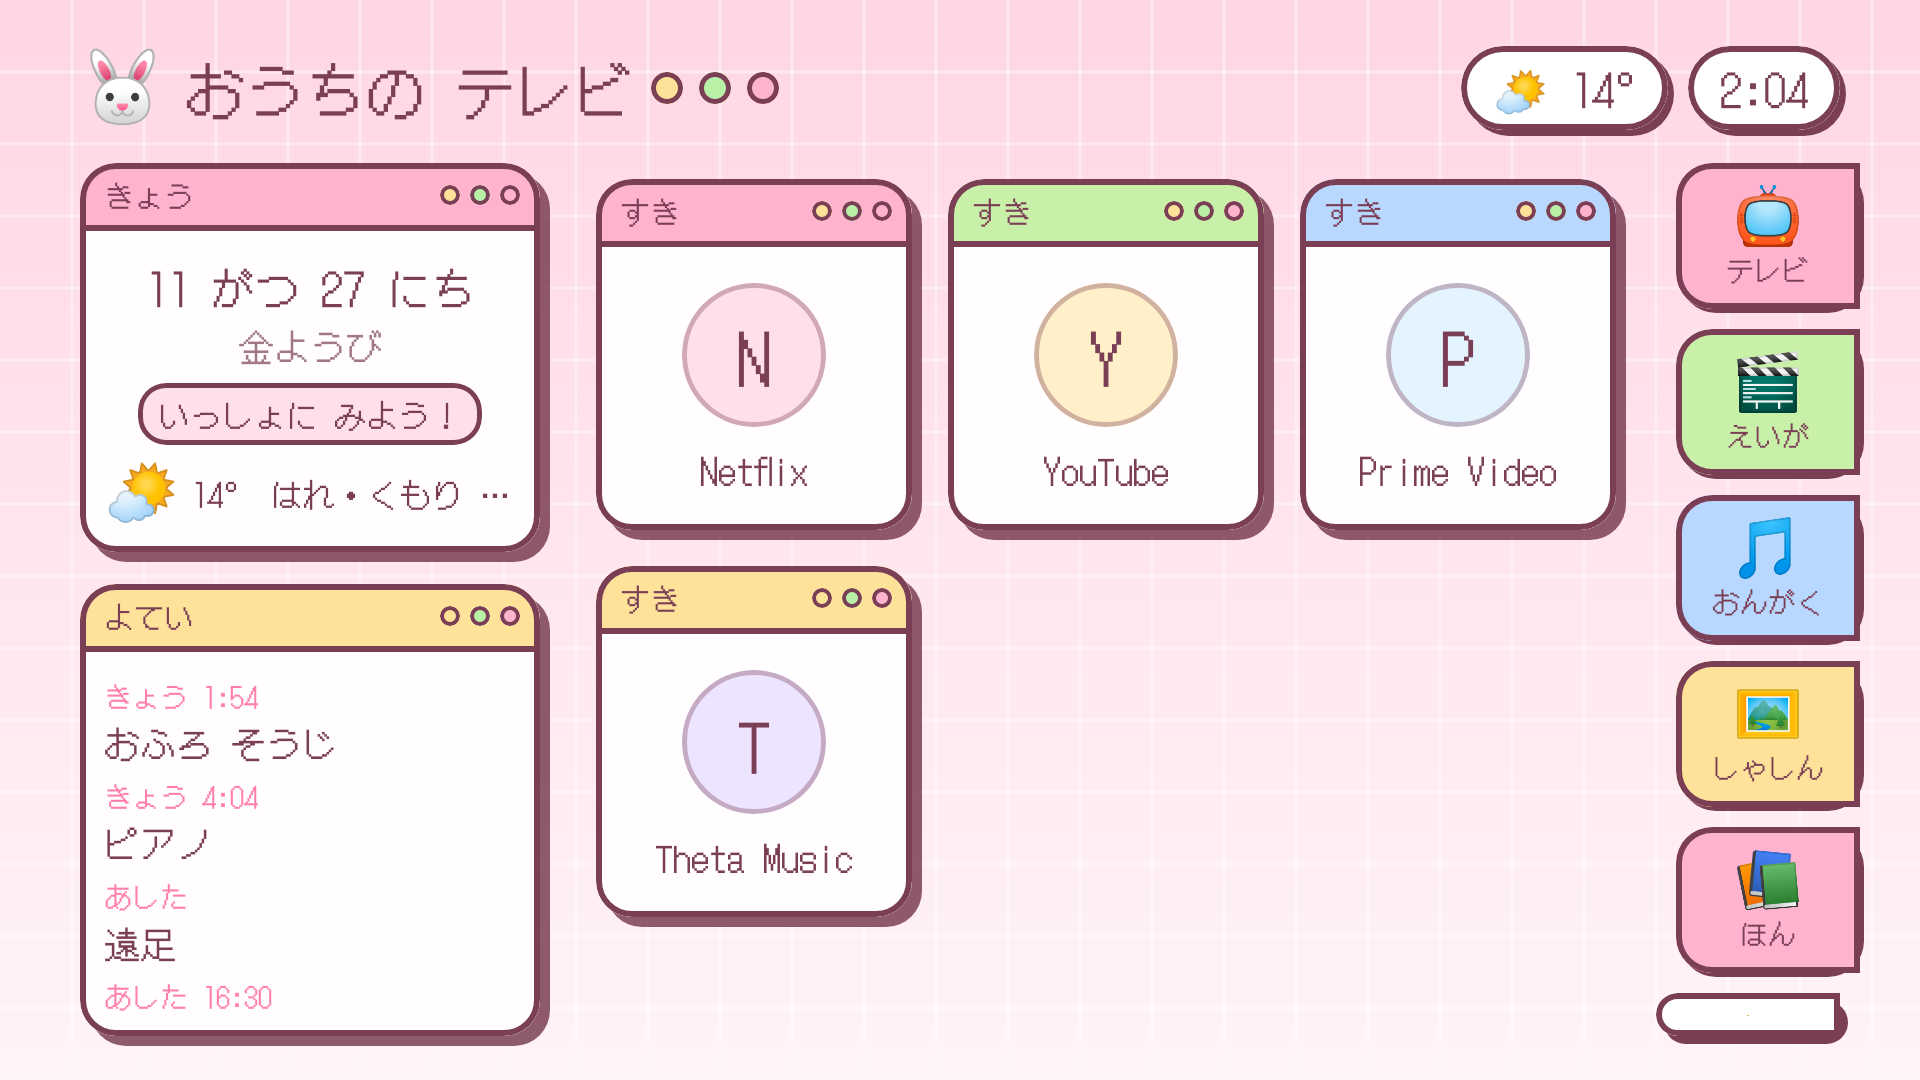 おうちの テレビ
14°
2:04
きょう
11 がつ 27 にち
金ようび
いっしょに みよう！
14° はれ・くもり …
よてい
きょう 1:54
おふろ そうじ
きょう 4:04
ピアノ
あした
遠足
あした 16:30
すき
N
Netflix
すき
Y
YouTube
すき
P
Prime Video
すき
T
Theta Music
テレビ
えいが
おんがく
しゃしん
ほん